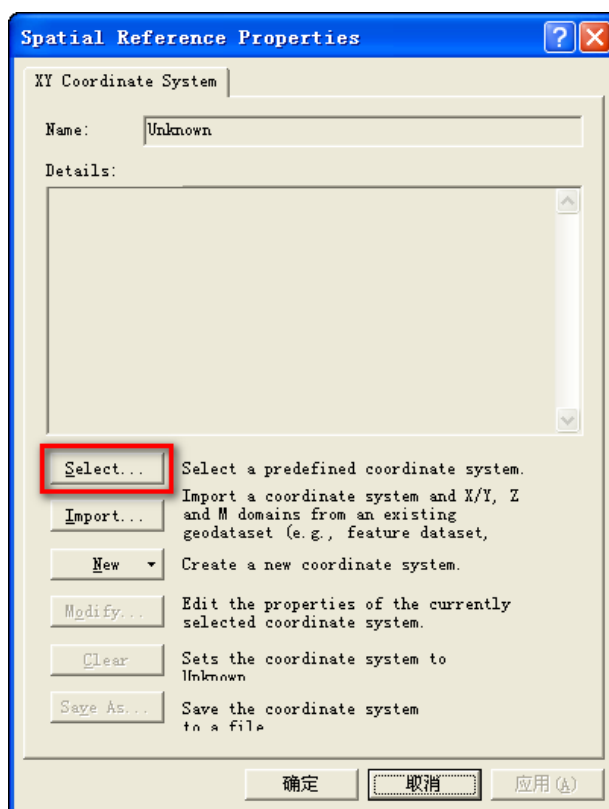 Spatial Reference Properties
XY Coordinate System
Name: Unknown
Details:
Select... Select a predefined coordinate system.
Import a coordinate system and X/Y, Z
Import... and M domains from an existing
geodataset (e.g., feature dataset,
New Create a new coordinate system.
Modify... Edit the properties of the currently
selected coordinate system.
Clear Sets the coordinate system to
Unknown
Save As... Save the coordinate system
to a file
确定 取消 应用(A)